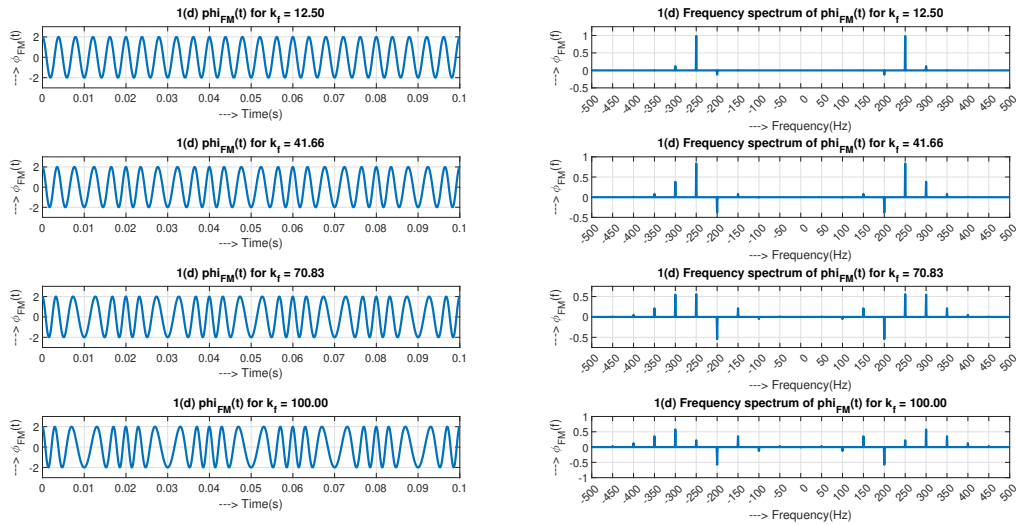 1(d) phi_FM(t) for k_f = 12.50
---> ϕ_FM(t)
2
0
-2
0 0.01 0.02 0.03 0.04 0.05 0.06 0.07 0.08 0.09 0.1
---> Time(s)
1(d) Frequency spectrum of phi_FM(t) for k_f = 12.50
---> ϕ_FM(f)
1
0.5
0
-0.5
-500 -450 -400 -350 -300 -250 -200 -150 -100 -50 0 50 100 150 200 250 300 350 400 450 500
---> Frequency(Hz)
1(d) phi_FM(t) for k_f = 41.66
---> ϕ_FM(t)
2
0
-2
0 0.01 0.02 0.03 0.04 0.05 0.06 0.07 0.08 0.09 0.1
---> Time(s)
1(d) Frequency spectrum of phi_FM(t) for k_f = 41.66
---> ϕ_FM(f)
1
0.5
0
-0.5
-500 -450 -400 -350 -300 -250 -200 -150 -100 -50 0 50 100 150 200 250 300 350 400 450 500
---> Frequency(Hz)
1(d) phi_FM(t) for k_f = 70.83
---> ϕ_FM(t)
2
0
-2
0 0.01 0.02 0.03 0.04 0.05 0.06 0.07 0.08 0.09 0.1
---> Time(s)
1(d) Frequency spectrum of phi_FM(t) for k_f = 70.83
---> ϕ_FM(f)
0.5
0
-0.5
-500 -450 -400 -350 -300 -250 -200 -150 -100 -50 0 50 100 150 200 250 300 350 400 450 500
---> Frequency(Hz)
1(d) phi_FM(t) for k_f = 100.00
---> ϕ_FM(t)
2
0
-2
0 0.01 0.02 0.03 0.04 0.05 0.06 0.07 0.08 0.09 0.1
---> Time(s)
1(d) Frequency spectrum of phi_FM(t) for k_f = 100.00
---> ϕ_FM(f)
1
0.5
0
-0.5
-1
-500 -450 -400 -350 -300 -250 -200 -150 -100 -50 0 50 100 150 200 250 300 350 400 450 500
---> Frequency(Hz)